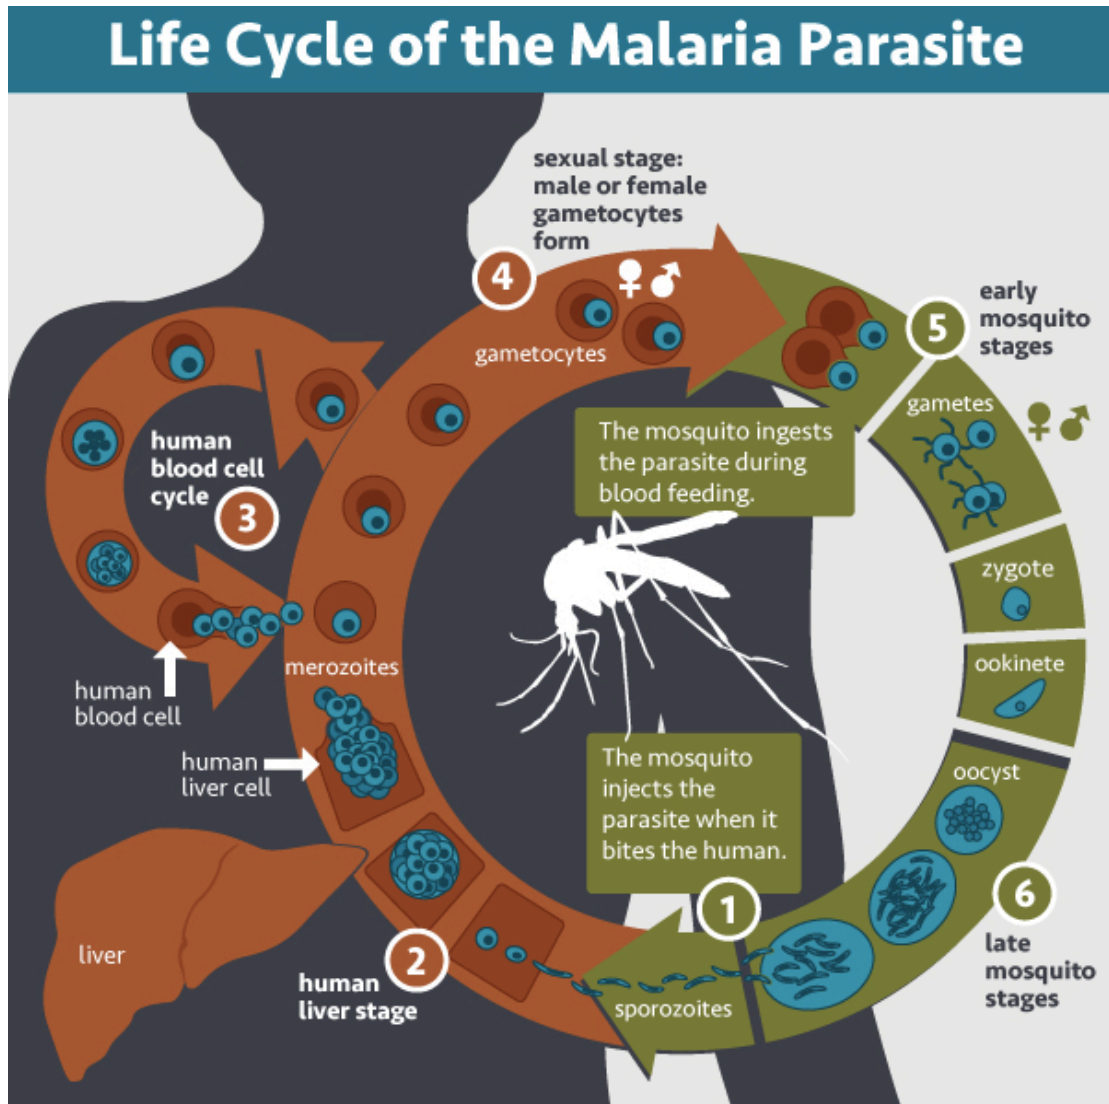 Life Cycle of the Malaria Parasite
sexual stage:
male or female
gametocytes
form
4
gametocytes
5
early
mosquito
stages
gametes
The mosquito ingests
the parasite during
blood feeding.
human
blood cell
cycle
3
zygote
ookinete
merozoites
human
blood cell
human
liver cell
The mosquito
injects the
parasite when it
bites the human.
oocyst
1
6
late
mosquito
stages
liver
2
human
liver stage
sporozoites